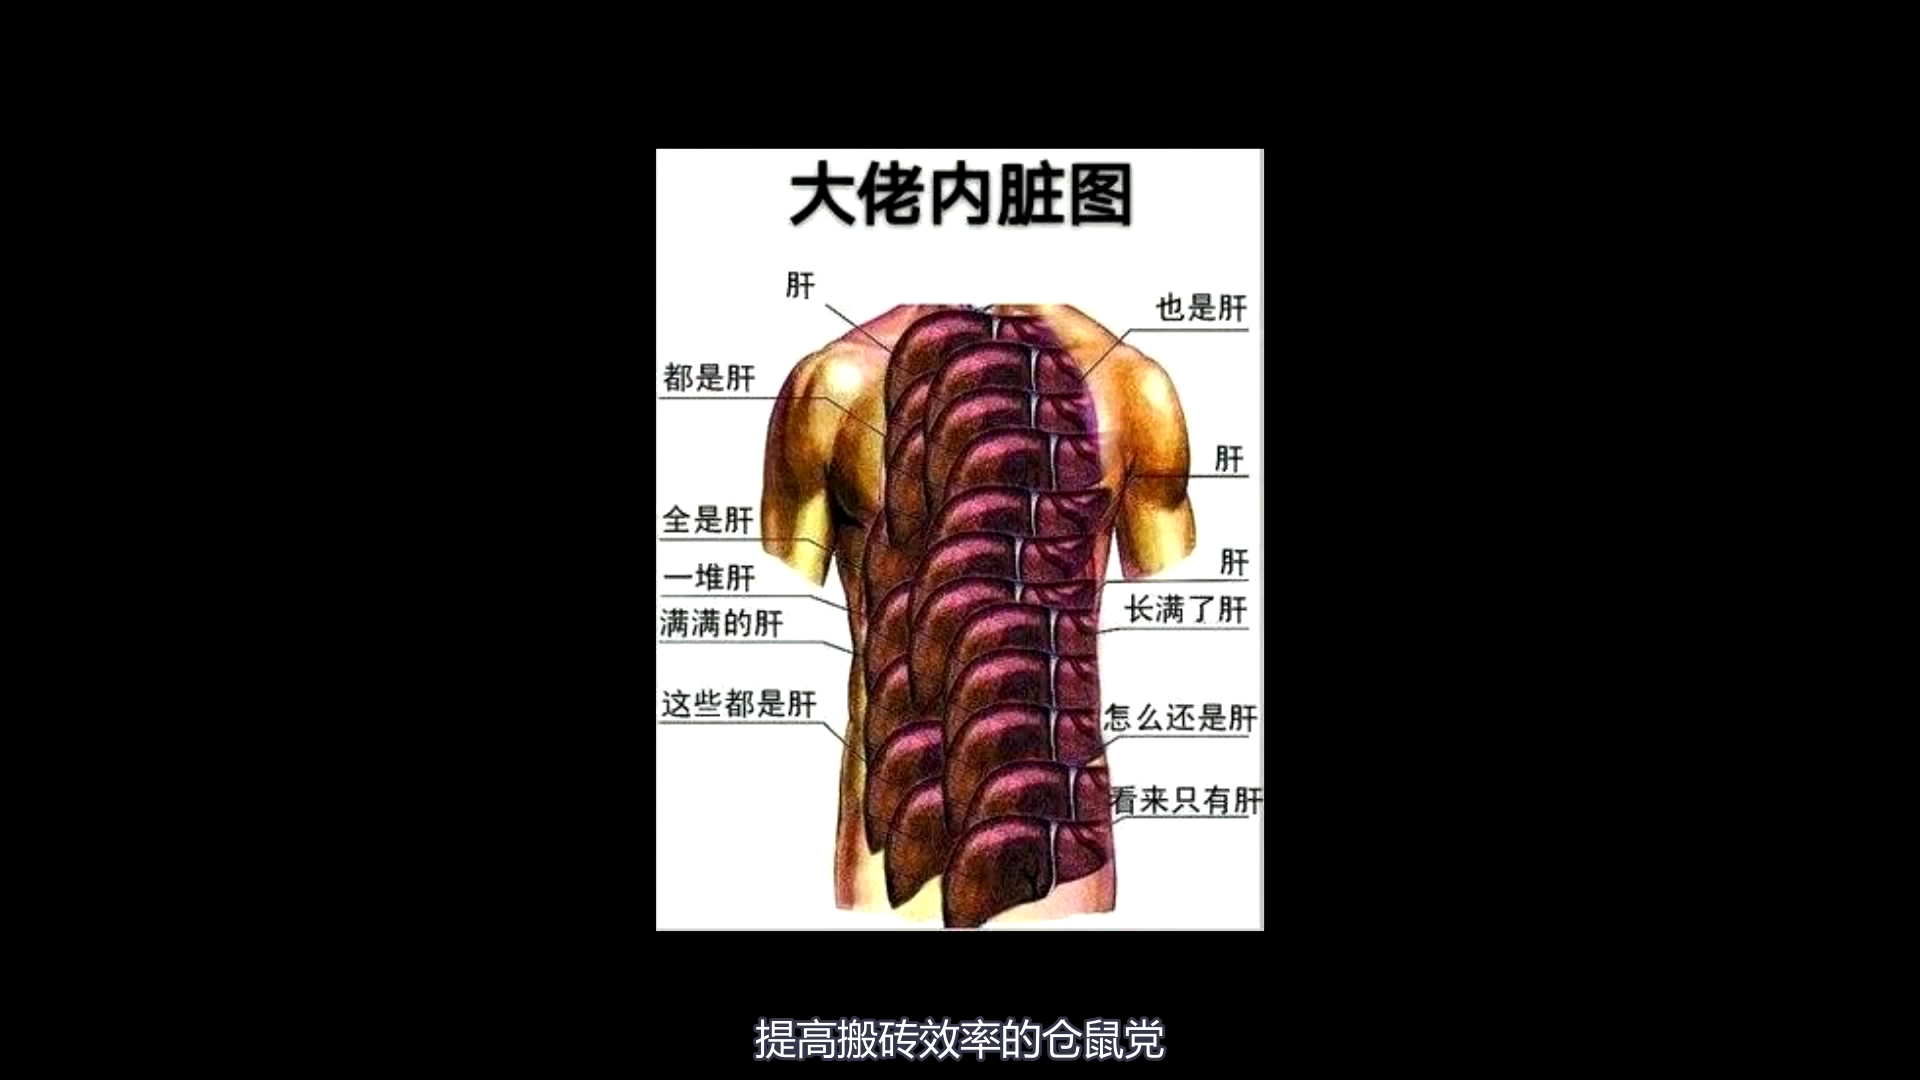 大佬内脏图
肝
也是肝
都是肝
肝
全是肝
肝
一堆肝
长满了肝
满满的肝
这些都是肝
怎么还是肝
看来只有肝
提高搬砖效率的仓鼠党